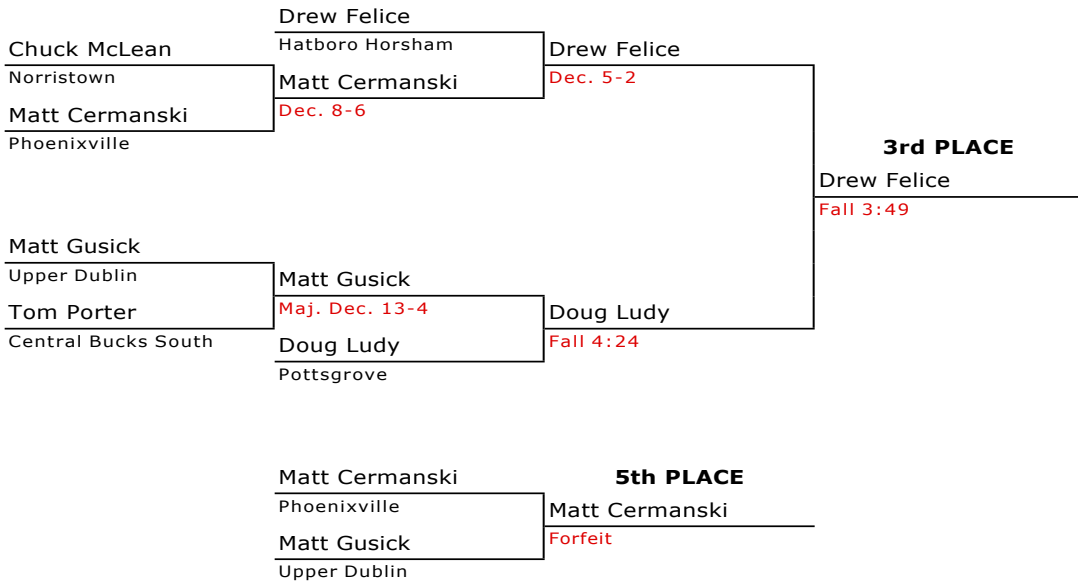 Drew Felice
Hatboro Horsham
Chuck McLean
Norristown
Matt Cermanski
Dec. 8-6
Matt Cermanski
Phoenixville
Drew Felice
Dec. 5-2
3rd PLACE
Drew Felice
Fall 3:49
Matt Gusick
Upper Dublin
Tom Porter
Central Bucks South
Matt Gusick
Maj. Dec. 13-4
Doug Ludy
Pottsgrove
Doug Ludy
Fall 4:24
Matt Cermanski
Phoenixville
Matt Gusick
Upper Dublin
5th PLACE
Matt Cermanski
Forfeit